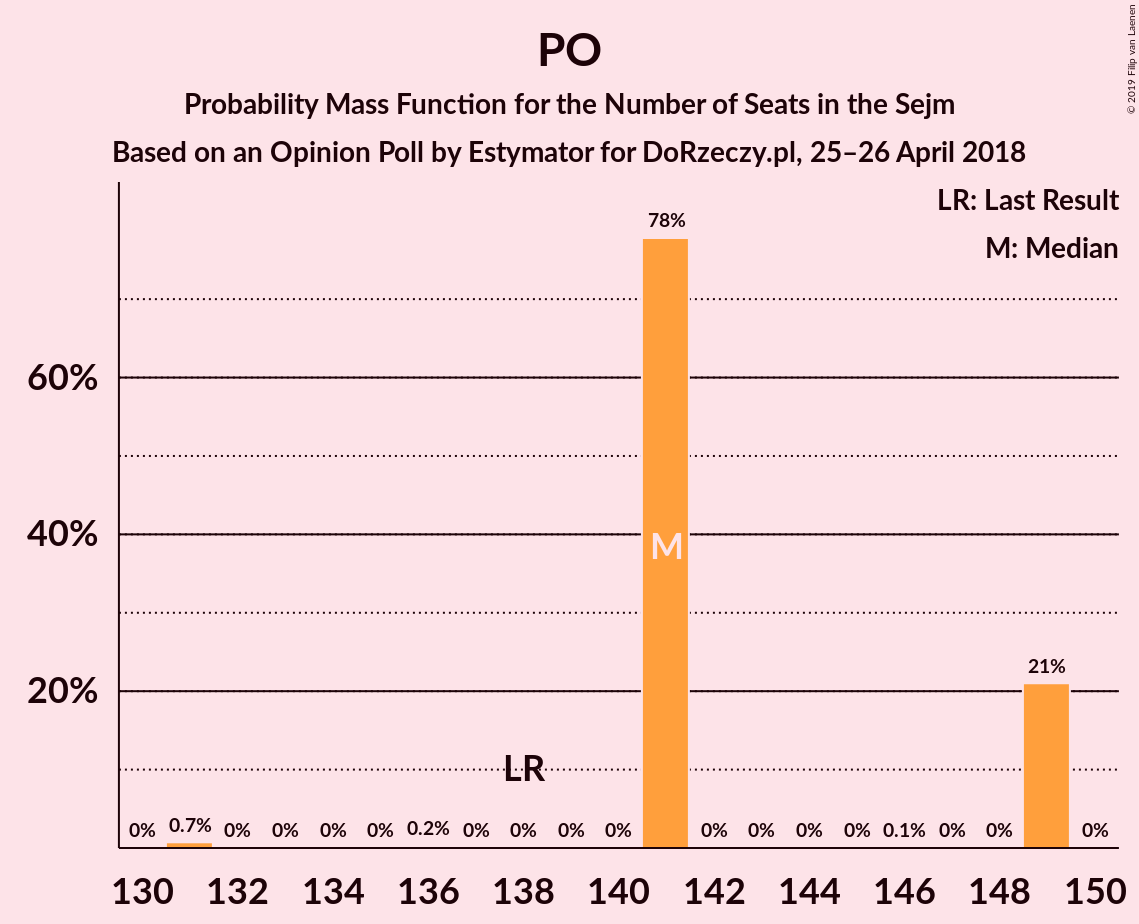 PO
Probability Mass Function for the Number of Seats in the Sejm
Based on an Opinion Poll by Estymator for DoRzeczy.pl, 25–26 April 2018
© 2019 Filip van Laenen
LR: Last Result
M: Median
78%
60%
40%
M
21%
20%
LR
0% 0.7% 0% 0% 0% 0% 0.2% 0% 0% 0% 0% 0% 0% 0% 0% 0.1% 0% 0% 0%
130 132 134 136 138 140 142 144 146 148 150